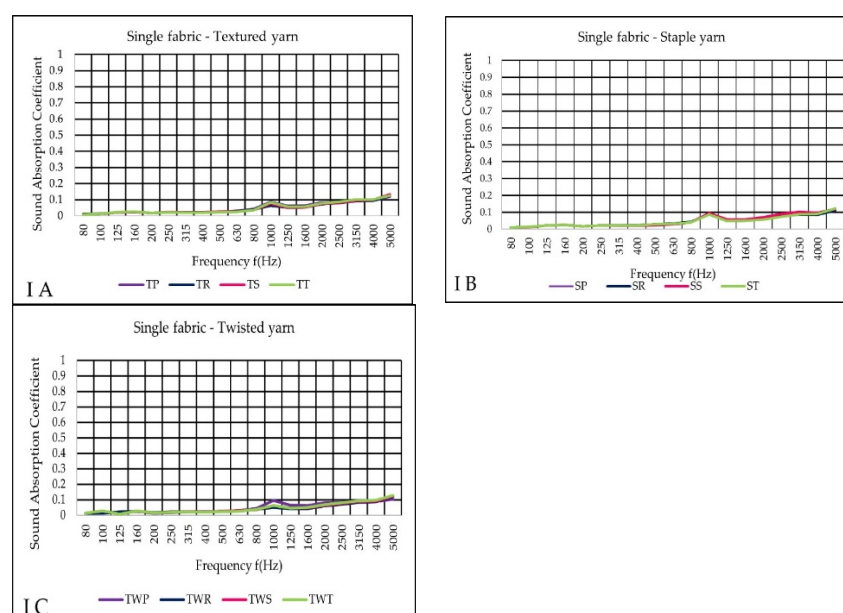 Single fabric - Textured yarn
Sound Absorption Coefficient
1
0.9
0.8
0.7
0.6
0.5
0.4
0.3
0.2
0.1
0
80 100 125 160 200 250 315 400 500 630 800 1000 1250 1600 2000 2500 3150 4000 5000
Frequency f(Hz)
TP TR TS TT
I A
Single fabric - Staple yarn
Sound Absorption Coefficient
1
0.9
0.8
0.7
0.6
0.5
0.4
0.3
0.2
0.1
0
80 100 125 160 200 250 315 400 500 630 800 1000 1250 1600 2000 2500 3150 4000 5000
Frequency f(Hz)
SP SR SS ST
I B
Single fabric - Twisted yarn
Sound Absorption Coefficient
1
0.9
0.8
0.7
0.6
0.5
0.4
0.3
0.2
0.1
0
80 100 125 160 200 250 315 400 500 630 800 1000 1250 1600 2000 2500 3150 4000 5000
Frequency f(Hz)
TWP TWR TWS TWT
I C